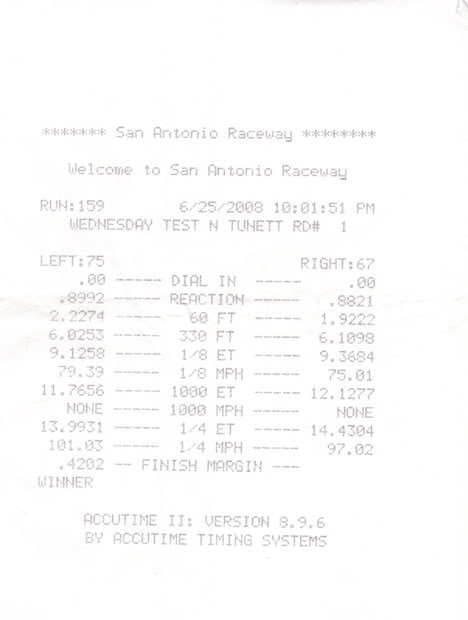 ******* San Antonio Raceway ********
Welcome to San Antonio Raceway
RUN:159 6/25/2008 10:01:51 PM
WEDNESDAY TEST N TUNETT RD# 1
LEFT:75 RIGHT:67
.00 ----- DIAL IN ----- .00
.8992 ----- REACTION ----- .8821
2.2274 ----- 60 FT ----- 1.9222
6.0253 ----- 330 FT ----- 6.1098
9.1258 ----- 1/8 ET ----- 9.3684
79.39 ----- 1/8 MPH ----- 75.01
11.7656 ----- 1000 ET ----- 12.1277
NONE ----- 1000 MPH ----- NONE
13.9931 ----- 1/4 ET ----- 14.4304
101.03 ----- 1/4 MPH ----- 97.02
.4202 -- FINISH MARGIN ---
WINNER
ACCUTIME II: VERSION 8.9.6
BY ACCUTIME TIMING SYSTEMS